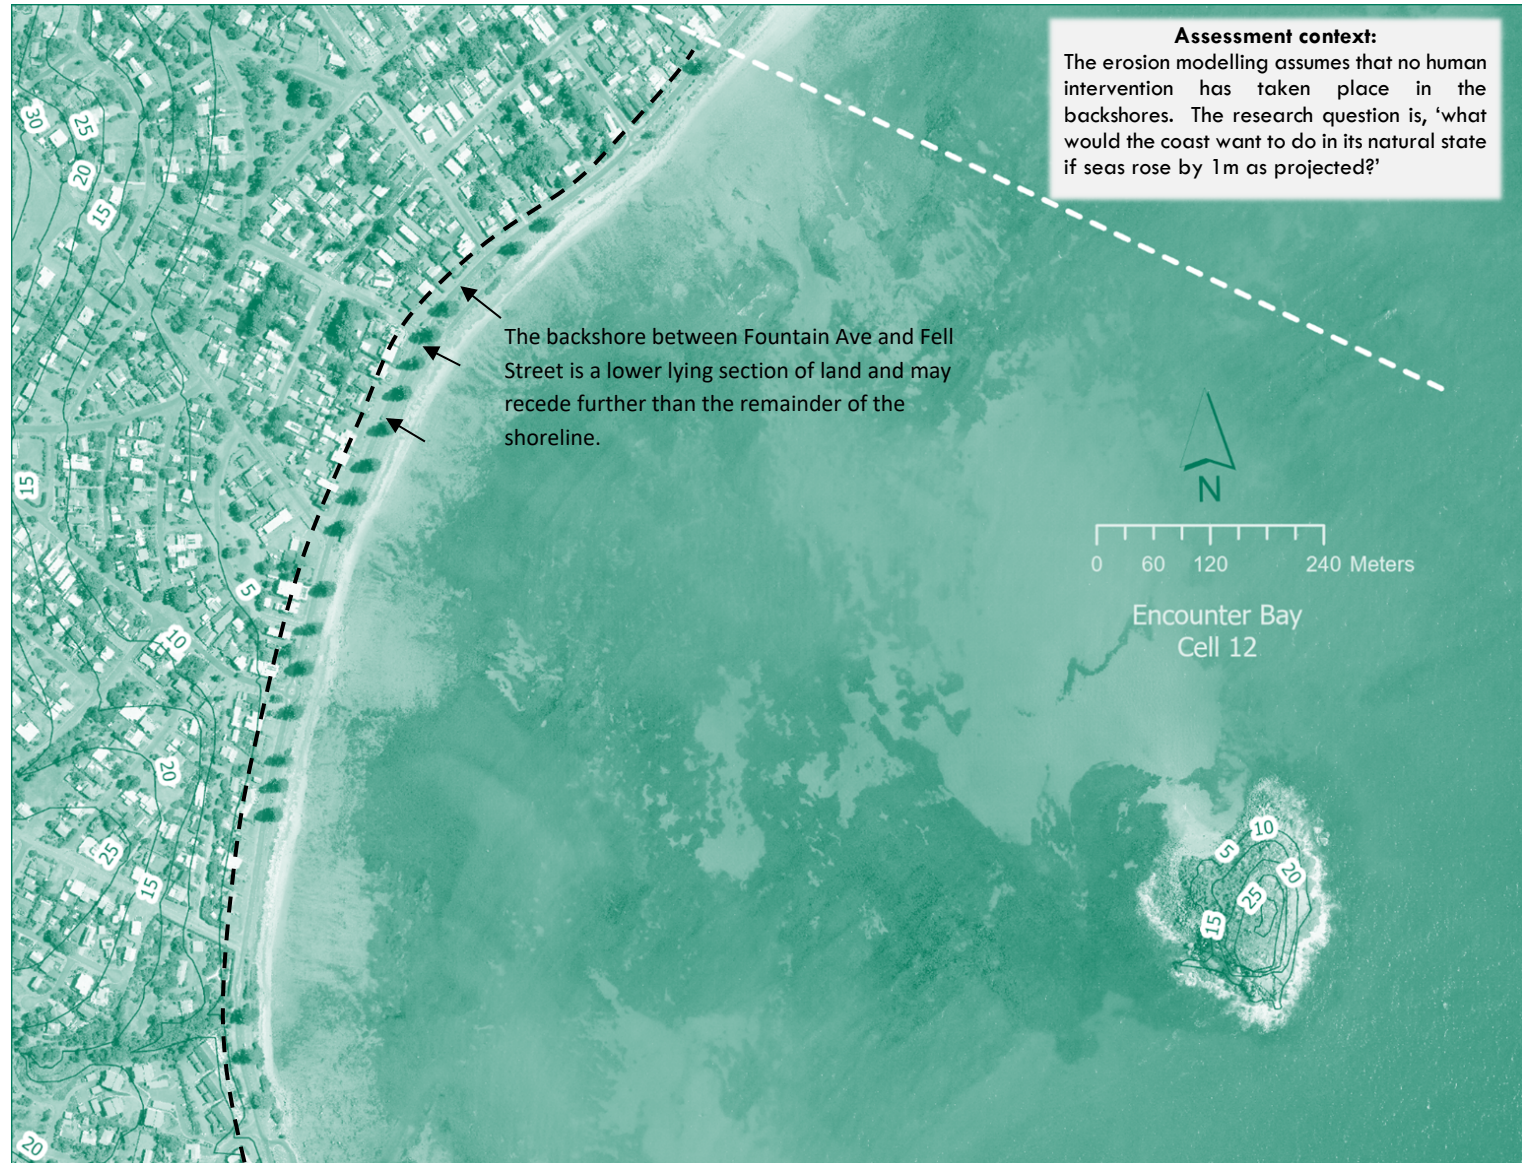 Assessment context:
The erosion modelling assumes that no human
intervention has taken place in the
backshores. The research question is, ‘what
would the coast want to do in its natural state
if seas rose by 1m as projected?’
30
25
20
15
The backshore between Fountain Ave and Fell
Street is a lower lying section of land and may
recede further than the remainder of the
shoreline.
15
N
0 60 120 240 Meters
Encounter Bay
Cell 12
5
10
20
25
15
10
5
20
25
15
20